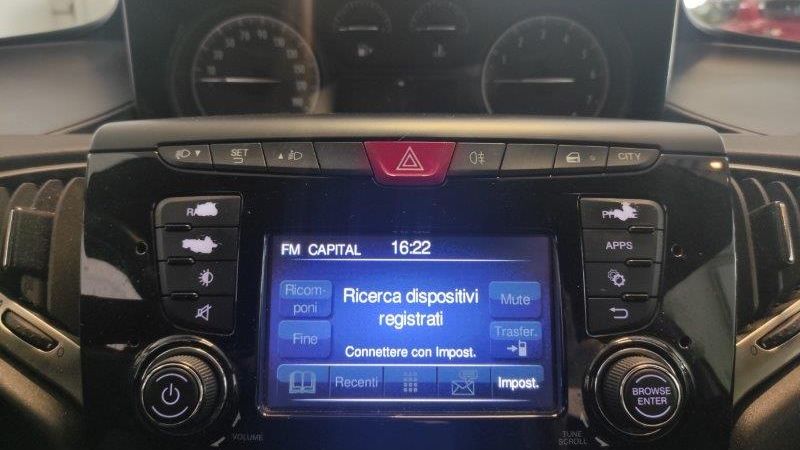 SET
CITY
APPS
FM CAPITAL 16:22
Ricom-
poni
Ricerca dispositivi
registrati
Mute
Fine
Trasfer.
Connettere con Impost.
Recenti
Impost.
BROWSE
ENTER
VOLUME
TUNE
SCROLL